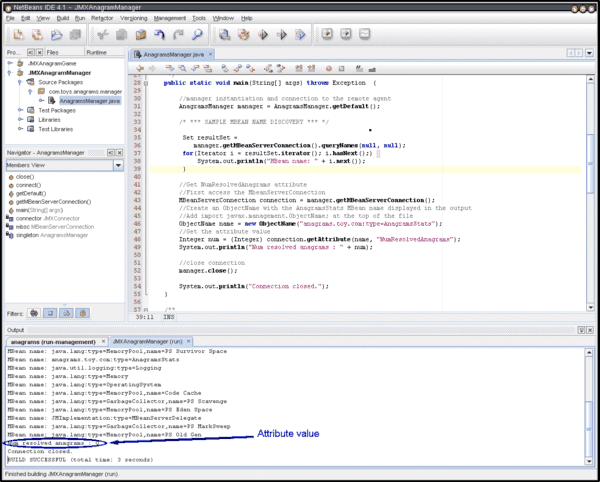 NetBeans IDE 4.1 - JMXAnagramManager
File Edit View Build Run Refactor Versioning Management Tools Window Help
Pro... Files Runtime
JMXAnagramGame
JMXAnagramManager
Source Packages
com.toys.anagrams.manager
AnagramsManager.java
Test Packages
Libraries
Test Libraries
Navigator - AnagramsManager
Members View
close()
connect()
getDefault()
getMBeanServerConnection()
main(String[] args)
connector JMXConnector
mbsc MBeanServerConnection
singleton AnagramsManager
Filters:
AnagramsManager.java
28 public static void main(String[] args) throws Exception {
29
30 //manager instantiation and connection to the remote agent
31 AnagramsManager manager = AnagramsManager.getDefault();
32
33 /* *** SAMPLE MBEAN NAME DISCOVERY *** */
34
35 Set resultSet =
36 manager.getMBeanServerConnection().queryNames(null, null);
37 for(Iterator i = resultSet.iterator(); i.hasNext();) {
38 System.out.println("MBean name: " + i.next());
39 }
40
41 //Get NumResolvedAnagrams attribute
42 //First access the MBeanServerConnection
43 MBeanServerConnection connection = manager.getMBeanServerConnection();
44 //Create an ObjectName with the AnagramStats MBean name displayed in the output
45 //Add import javax.management.ObjectName; at the top of the file
46 ObjectName name = new ObjectName("anagrams.toy.com:type=AnagramsStats");
47 //Get the attribute value
48 Integer num = (Integer) connection.getAttribute(name, "NumResolvedAnagrams");
49 System.out.println("Num resolved anagrams : " + num);
50
51 //close connection
52 manager.close();
53
54 System.out.println("Connection closed.");
55 }
56
57 /**
39:11 INS
Output
anagrams (run-management) JMXAnagramManager (run)
MBean name: java.lang:type=MemoryPool,name=PS Survivor Space
MBean name: anagrams.toy.com:type=AnagramsStats
MBean name: java.util.logging:type=Logging
MBean name: java.lang:type=Memory
MBean name: java.lang:type=OperatingSystem
MBean name: java.lang:type=MemoryPool,name=Code Cache
MBean name: java.lang:type=GarbageCollector,name=PS Scavenge
MBean name: java.lang:type=MemoryPool,name=PS Eden Space
MBean name: JMImplementation:type=MBeanServerDelegate
MBean name: java.lang:type=GarbageCollector,name=PS MarkSweep
MBean name: java.lang:type=MemoryPool,name=PS Old Gen
Attribute value
Num resolved anagrams :
Connection closed.
BUILD SUCCESSFUL (total time: 3 seconds)
Finished building JMXAnagramManager (run).